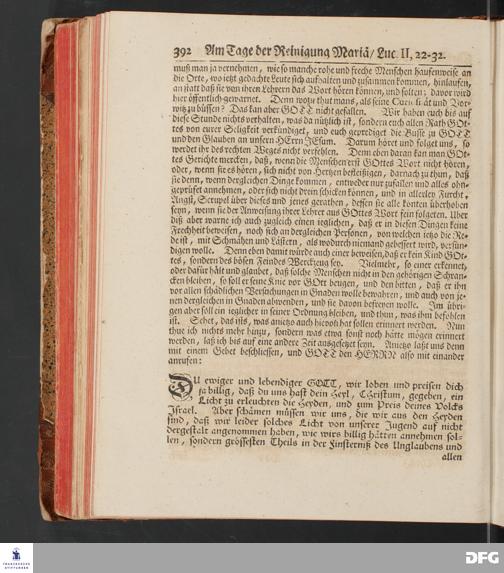 392 Am Tage der Reinigung Mariä/ Luc. II, 22-32.
muß man ja vernehmen, wie so manche rohe und freche Menschen haufenweise an
die Orte, wo ietzt gedachte Leute sich aufhalten und zusammen kommen, hinlaufen,
an statt daß sie von ihren Lehrern das Wort hören können, und solten; davor wird
hier öffentlich gewarnet. Denn wozu thut mans, als seine Curiosität und Vor-
witz zu büssen? Das kan aber GOTT nicht gefallen. Wir haben euch bis auf
diese Stunde nichts verhalten, was da nützlich ist, sondern euch allen Rath GOt-
tes von eurer Seligkeit verkündiget, und euch geprediget die Busse zu GOTT
und den Glauben an unsern HErrn JEsum. Darum höret und folget uns, so
werdet ihr des rechten Weges nicht verfehlen. Denn eben daran kan man GOt-
tes Gerichte mercken, daß, wenn die Menschen erst GOttes Wort nicht hören,
oder, wenn sie es hören, sich nicht von Hertzen befleißigen, darnach zu thun, daß
sie denn, wenn dergleichen Dinge kommen, entweder nur zufallen und alles ohn-
geprüfet annehmen, oder sich nicht drein schicken können, und in allerley Furcht,
Angst, Scrupel über dieses und jenes gerathen, dessen sie alle konten überhoben
seyn, wenn sie der Anweisung ihrer Lehrer aus GOttes Wort fein folgeten. Uber
diß aber warne ich auch zugleich einen ieglichen, daß er in diesen Dingen keine
Frechheit beweisen, noch sich an dergleichen Personen, von welchen ietzo die Re-
de ist, mit Schmähen und Lästern, als wodurch niemand gebessert wird, versün-
digen wolle. Denn eben damit würde auch einer beweisen, daß er kein Kind GOt-
tes, sondern des bösen Feindes Werckzeug sey. Vielmehr, so einer erkennet,
oder dafür hält und glaubet, daß solche Menschen nicht in den gehörigen Schran-
cken bleiben, so soll er seine Knie vor GOtt beugen, und den bitten, daß er ihn
vor allen schädlichen Versuchungen in Gnaden wolle bewahren, und auch von je-
nen dergleichen in Gnaden abwenden, und sie davon befreyen wolle. Im übri-
gen aber soll ein ieglicher in seiner Ordnung bleiben, und thun, was ihm befohlen
ist. Sehet, das ists, was anietzo auch hievon hat sollen erinnert werden. Nun
thue ich nichts mehr hinzu, sondern was etwa sonst noch hätte mögen erinnert
werden, laß ich bis auf eine andere Zeit ausgesetzt seyn. Anietzo laßt uns denn
mit einem Gebet beschliessen, und GOTT den HERRN also mit einander
anrufen:
DU ewiger und lebendiger GOTT, wir loben und preisen dich
ja billig, daß du uns hast dein Heyl, CHristum, gegeben, ein
Licht zu erleuchten die Heyden, und zum Preis deines Volcks
Israel. Aber schämen müssen wir uns, die wir aus den Heyden
sind, daß wir leider solches Licht von unserer Jugend auf nicht
dergestalt angenommen haben, wie wirs billig hätten annehmen sol-
len, sondern grössesten Theils in der Finsterniß des Unglaubens und
allen
FRANCKESCHE
STIFTUNGEN
DFG